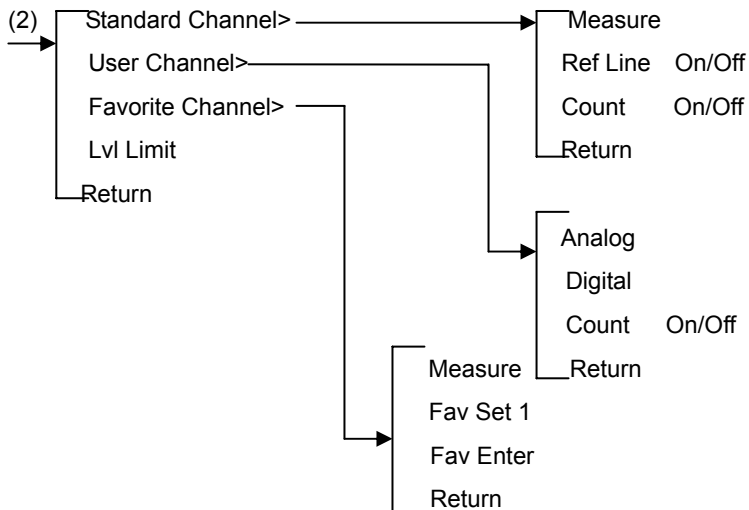 (2)
Standard Channel>
User Channel>
Favorite Channel>
Lvl Limit
Return
Measure
Ref Line On/Off
Count On/Off
Return
Analog
Digital
Count On/Off
Return
Measure
Fav Set 1
Fav Enter
Return